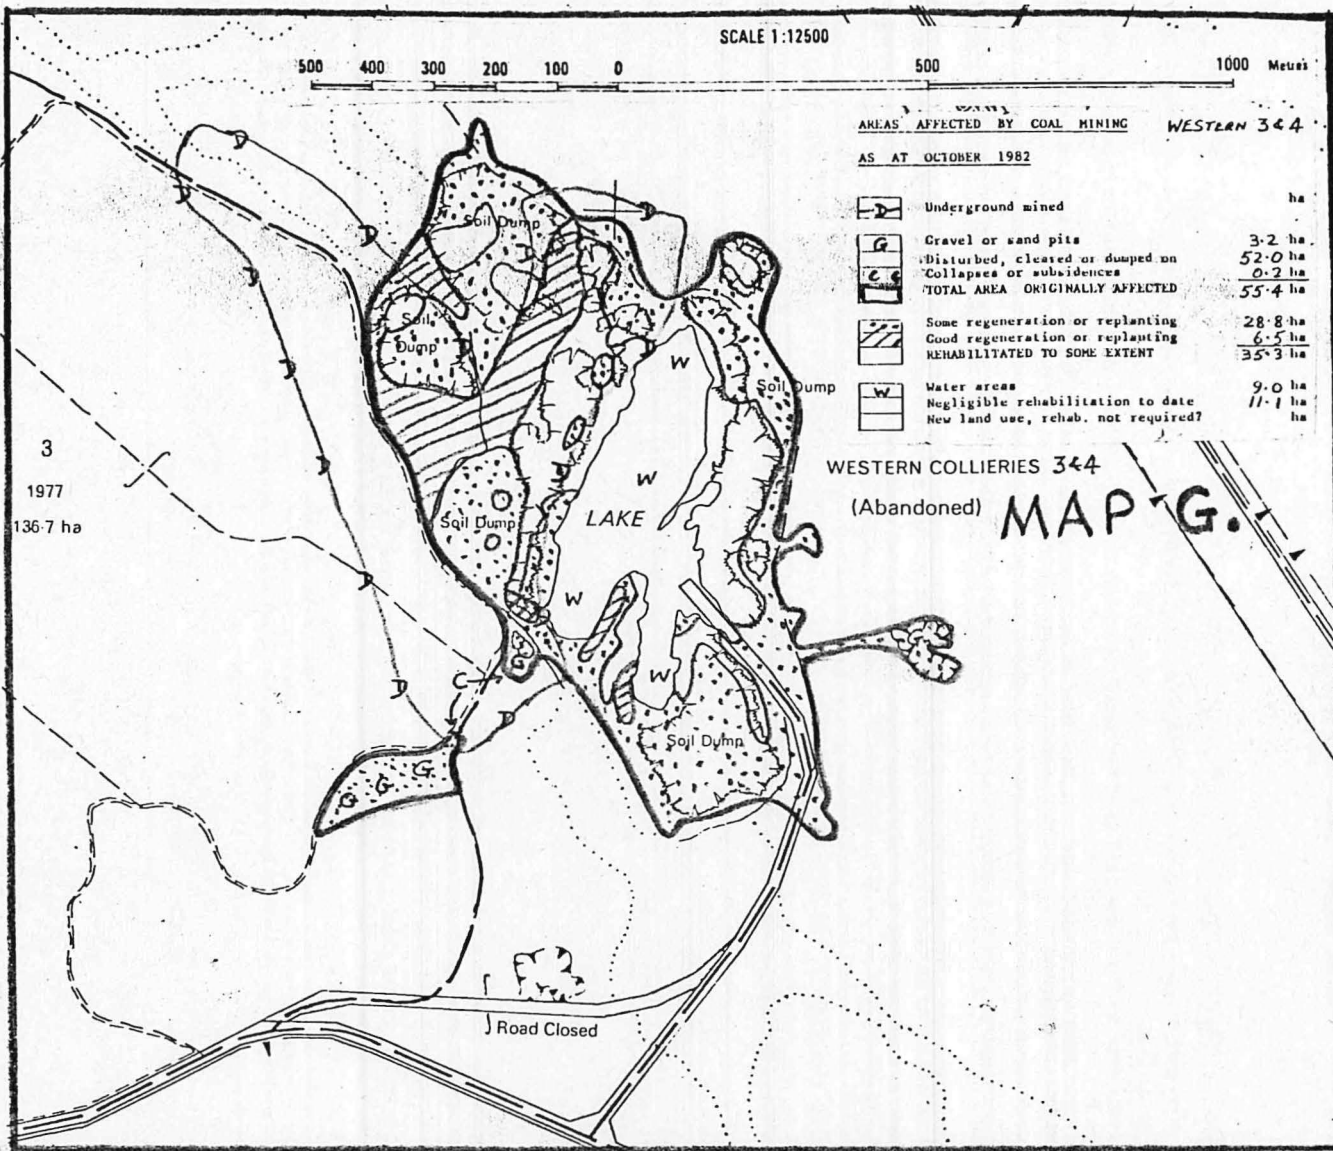 SCALE 1:12500
500 400 300 200 100 0 500 1000 Metres
AREAS AFFECTED BY COAL MINING WESTERN 3&4
AS AT OCTOBER 1982
ha
D Underground mined
G Gravel or sand pits 3.2 ha
Disturbed, cleared or dumped on 52.0 ha
C C Collapses or subsidences 0.2 ha
TOTAL AREA ORIGINALLY AFFECTED 55.4 ha
Some regeneration or replanting 28.8 ha
Good regeneration or replanting 6.5 ha
REHABILITATED TO SOME EXTENT 35.3 ha
W Water areas 9.0 ha
Negligible rehabilitation to date 11.1 ha
New land use, rehab. not required? ha
WESTERN COLLIERIES 3&4
(Abandoned)
MAP G.
D
D
D
D
D
Soil Dump
Soil
Dump
W
Soil Dump
D
3
1977
136.7 ha
D
W
LAKE
Soil Dump
D
W
C
W
D
D
Soil Dump
G G G
Road Closed